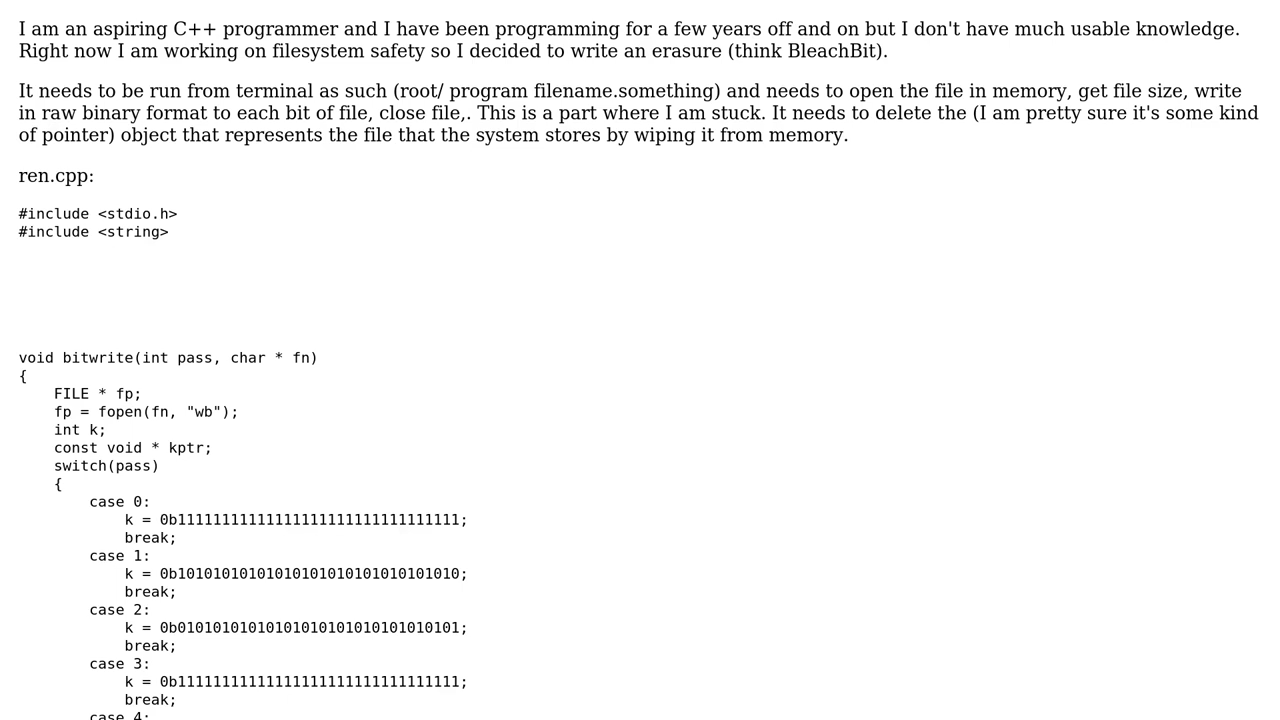 I am an aspiring C++ programmer and I have been programming for a few years off and on but I don't have much usable knowledge.
Right now I am working on filesystem safety so I decided to write an erasure (think BleachBit).
It needs to be run from terminal as such (root/ program filename.something) and needs to open the file in memory, get file size, write
in raw binary format to each bit of file, close file,. This is a part where I am stuck. It needs to delete the (I am pretty sure it's some kind
of pointer) object that represents the file that the system stores by wiping it from memory.
ren.cpp:
#include <stdio.h>
#include <string>
void bitwrite(int pass, char * fn)
{
    FILE * fp;
    fp = fopen(fn, "wb");
    int k;
    const void * kptr;
    switch(pass)
    {
        case 0:
            k = 0b11111111111111111111111111111111;
            break;
        case 1:
            k = 0b10101010101010101010101010101010;
            break;
        case 2:
            k = 0b01010101010101010101010101010101;
            break;
        case 3:
            k = 0b11111111111111111111111111111111;
            break;
        case 4: